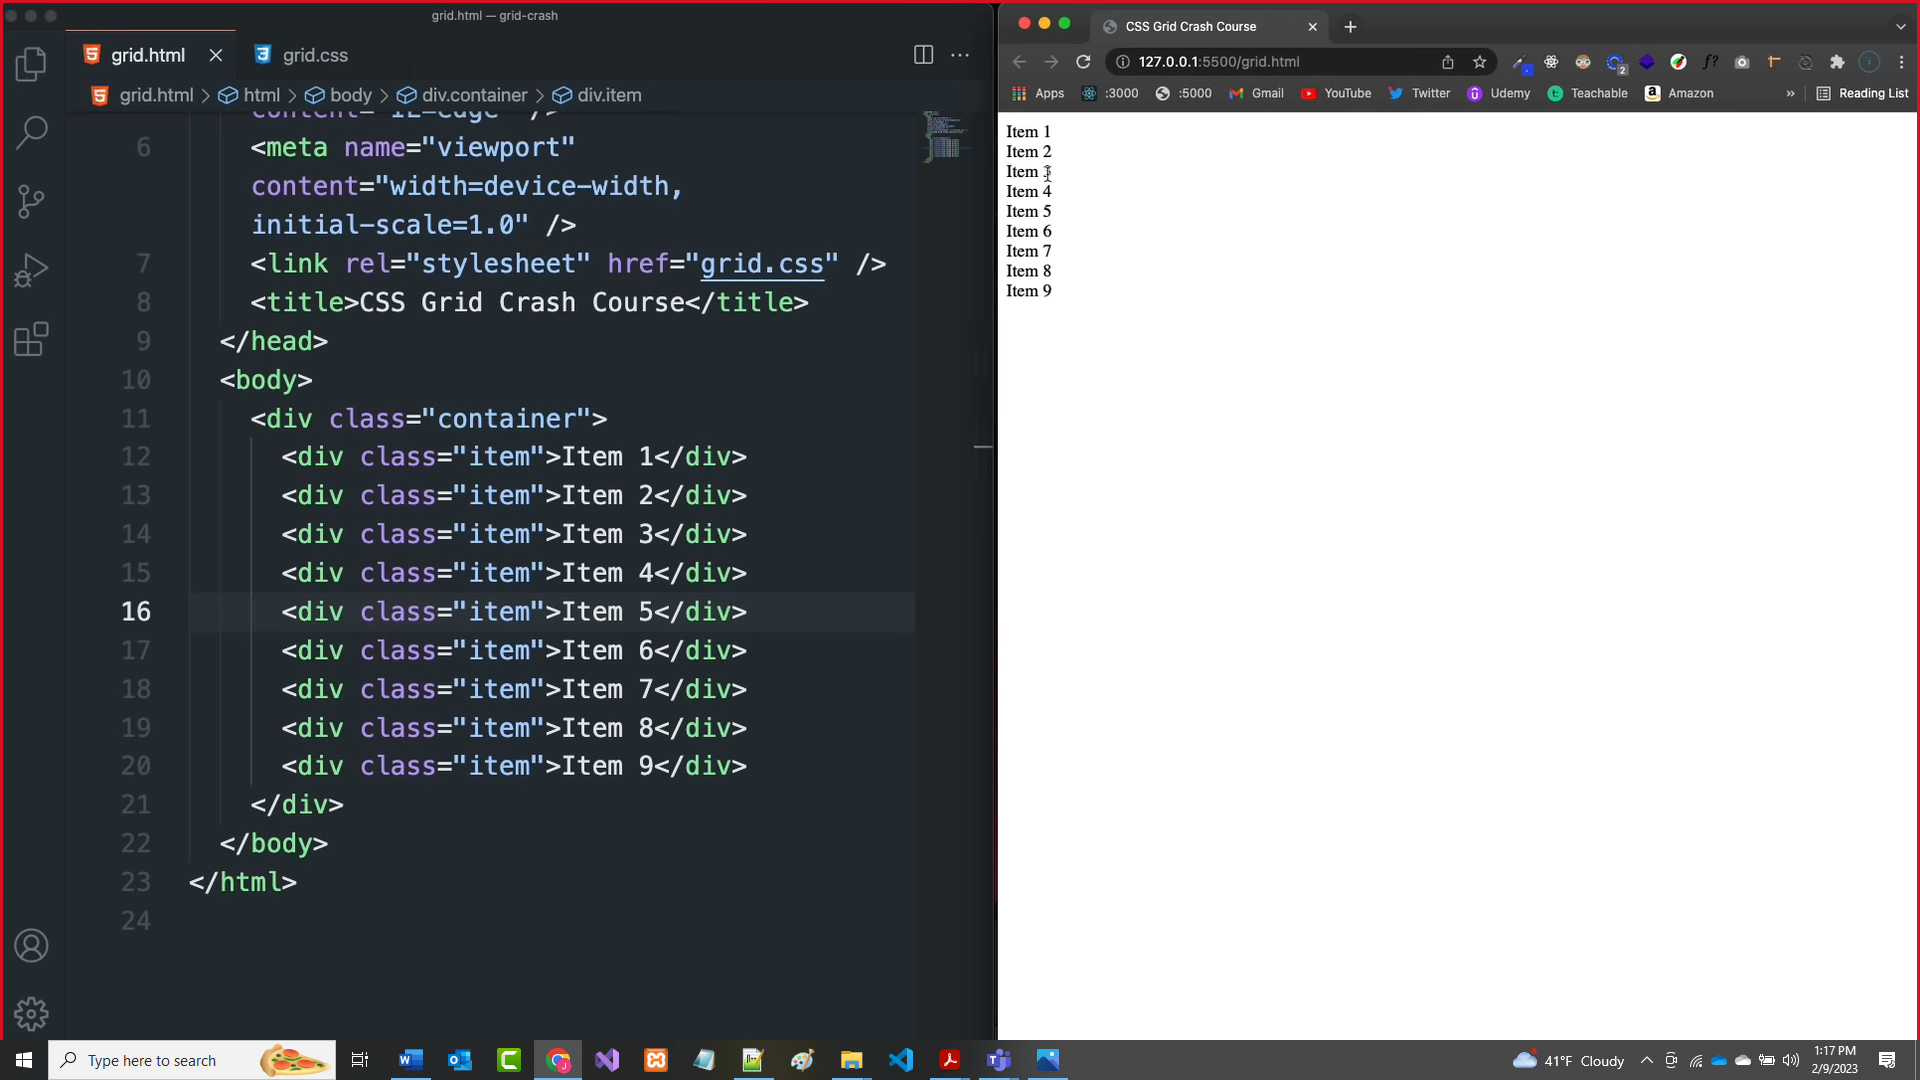 grid.html — grid-crash
grid.html
grid.css
grid.html > html > body > div.container > div.item
content="IE=edge" />
6 <meta name="viewport"
content="width=device-width,
initial-scale=1.0" />
7 <link rel="stylesheet" href="grid.css" />
8 <title>CSS Grid Crash Course</title>
9 </head>
10 <body>
11 <div class="container">
12 <div class="item">Item 1</div>
13 <div class="item">Item 2</div>
14 <div class="item">Item 3</div>
15 <div class="item">Item 4</div>
16 <div class="item">Item 5</div>
17 <div class="item">Item 6</div>
18 <div class="item">Item 7</div>
19 <div class="item">Item 8</div>
20 <div class="item">Item 9</div>
21 </div>
22 </body>
23 </html>
24
CSS Grid Crash Course
127.0.0.1:5500/grid.html
2
f?
Apps :3000 :5000 Gmail YouTube Twitter Udemy Teachable Amazon » Reading List
Item 1
Item 2
Item 3
Item 4
Item 5
Item 6
Item 7
Item 8
Item 9
Type here to search
41°F Cloudy
1:17 PM
2/9/2023